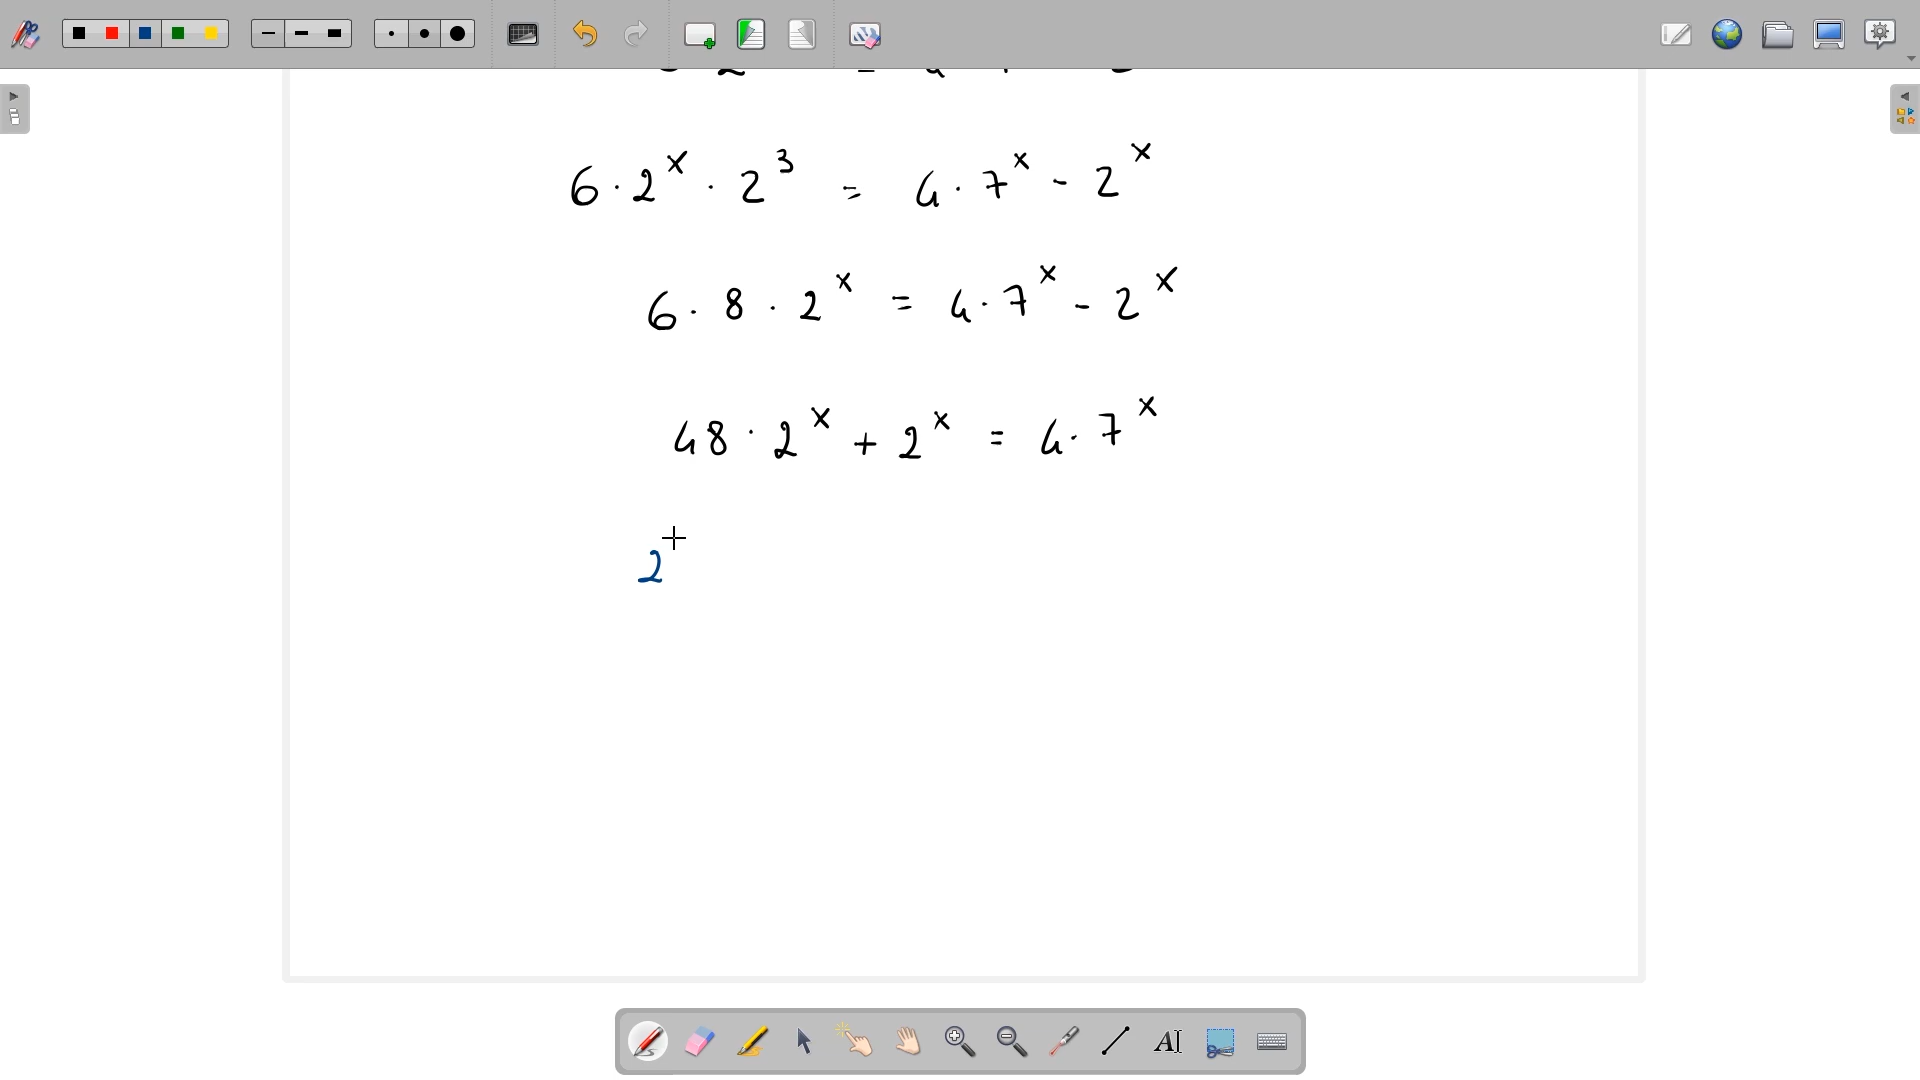 6 · 2^x · 2^3 = 4 · 7^x - 2^x
6 · 8 · 2^x = 4 · 7^x - 2^x
48 · 2^x + 2^x = 4 · 7^x
2